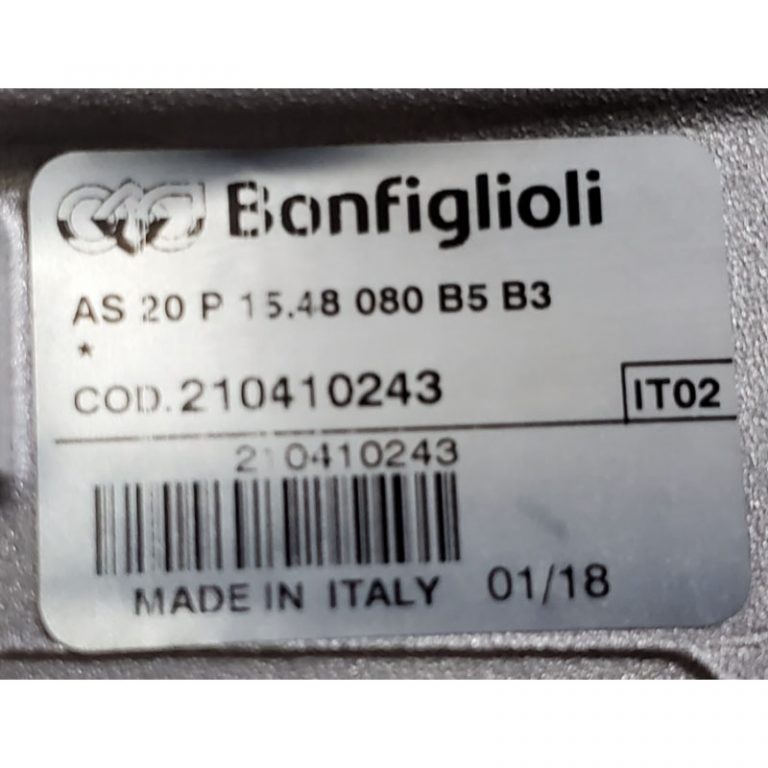 Bonfiglioli
AS 20 P 15.48 080 B5 B3
*
COD. 210410243
IT02
210410243
MADE IN ITALY 01/18